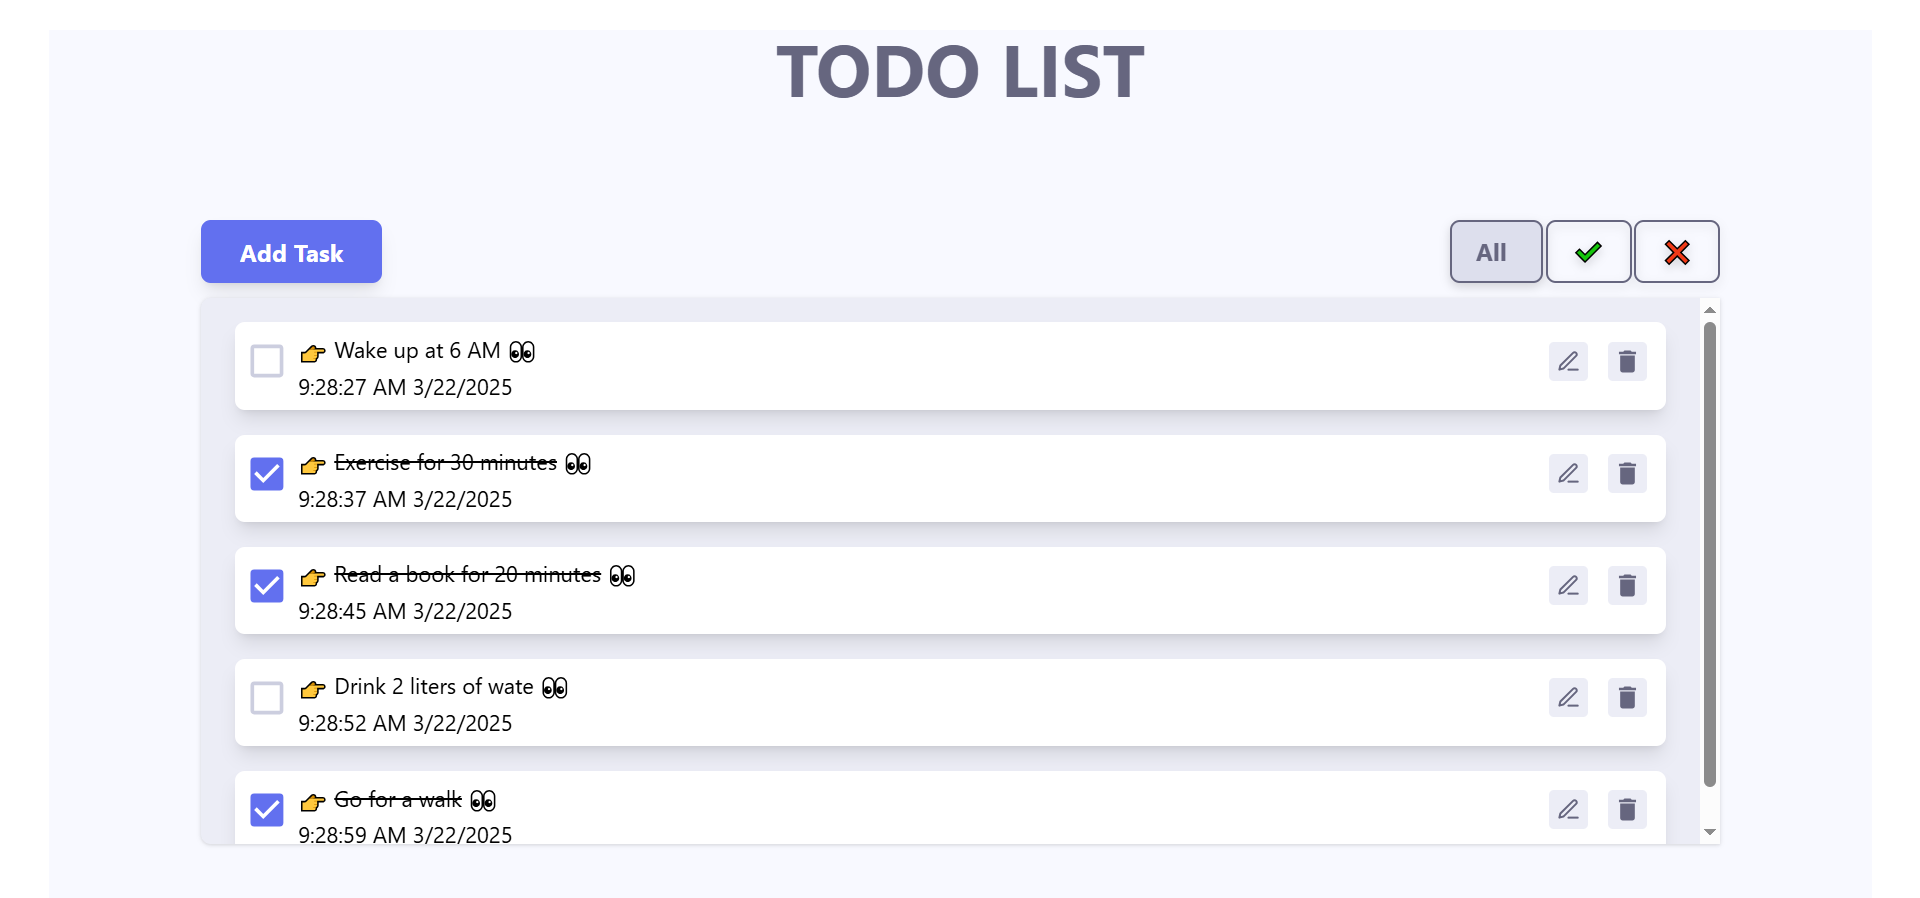 TODO LIST
Add Task
All
👉 Wake up at 6 AM 👀
9:28:27 AM 3/22/2025
👉 Exercise for 30 minutes 👀
9:28:37 AM 3/22/2025
👉 Read a book for 20 minutes 👀
9:28:45 AM 3/22/2025
👉 Drink 2 liters of wate 👀
9:28:52 AM 3/22/2025
👉 Go for a walk 👀
9:28:59 AM 3/22/2025